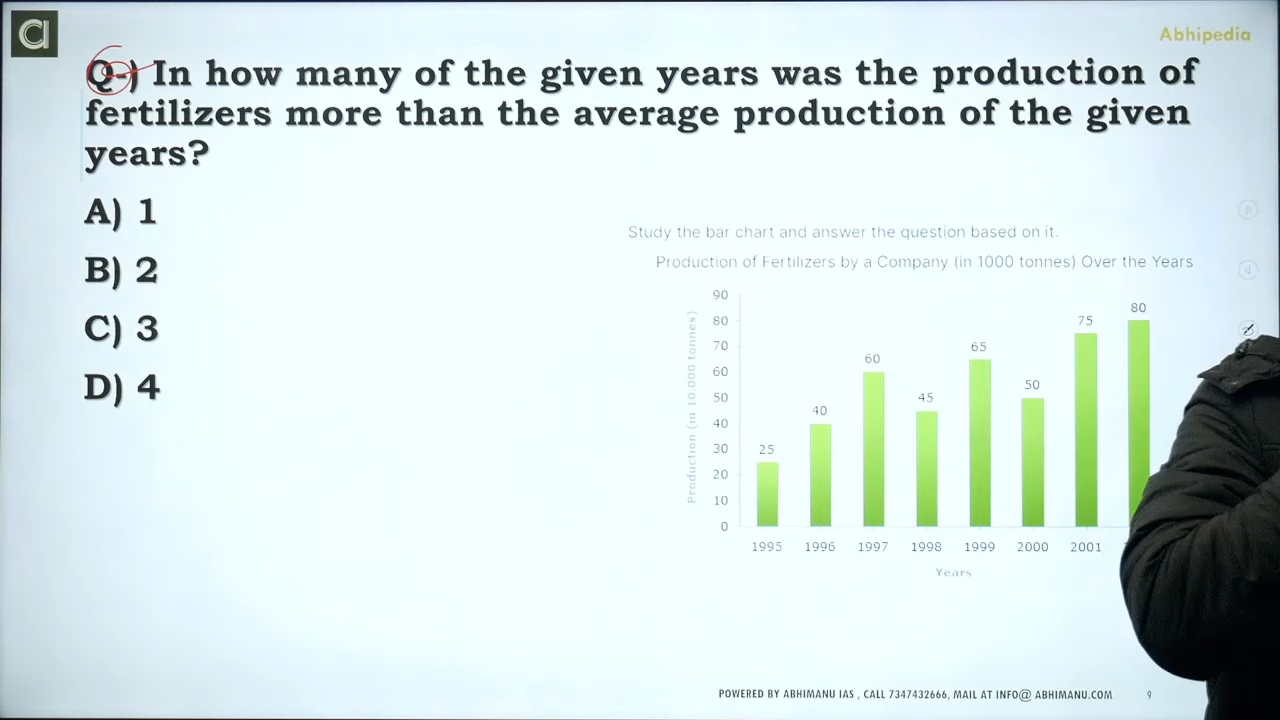 Abhipedia
Q.) In how many of the given years was the production of
fertilizers more than the average production of the given
years?
A) 1
B) 2
C) 3
D) 4
Study the bar chart and answer the question based on it.
Production of Fertilizers by a Company (in 1000 tonnes) Over the Years
Production (in 10.000 tonnes)
90
80
70
60
50
40
30
20
10
0
25
40
60
45
65
50
75
80
1995 1996 1997 1998 1999 2000 2001
Years
POWERED BY ABHIMANU IAS , CALL 7347432666, MAIL AT INFO@ ABHIMANU.COM 9